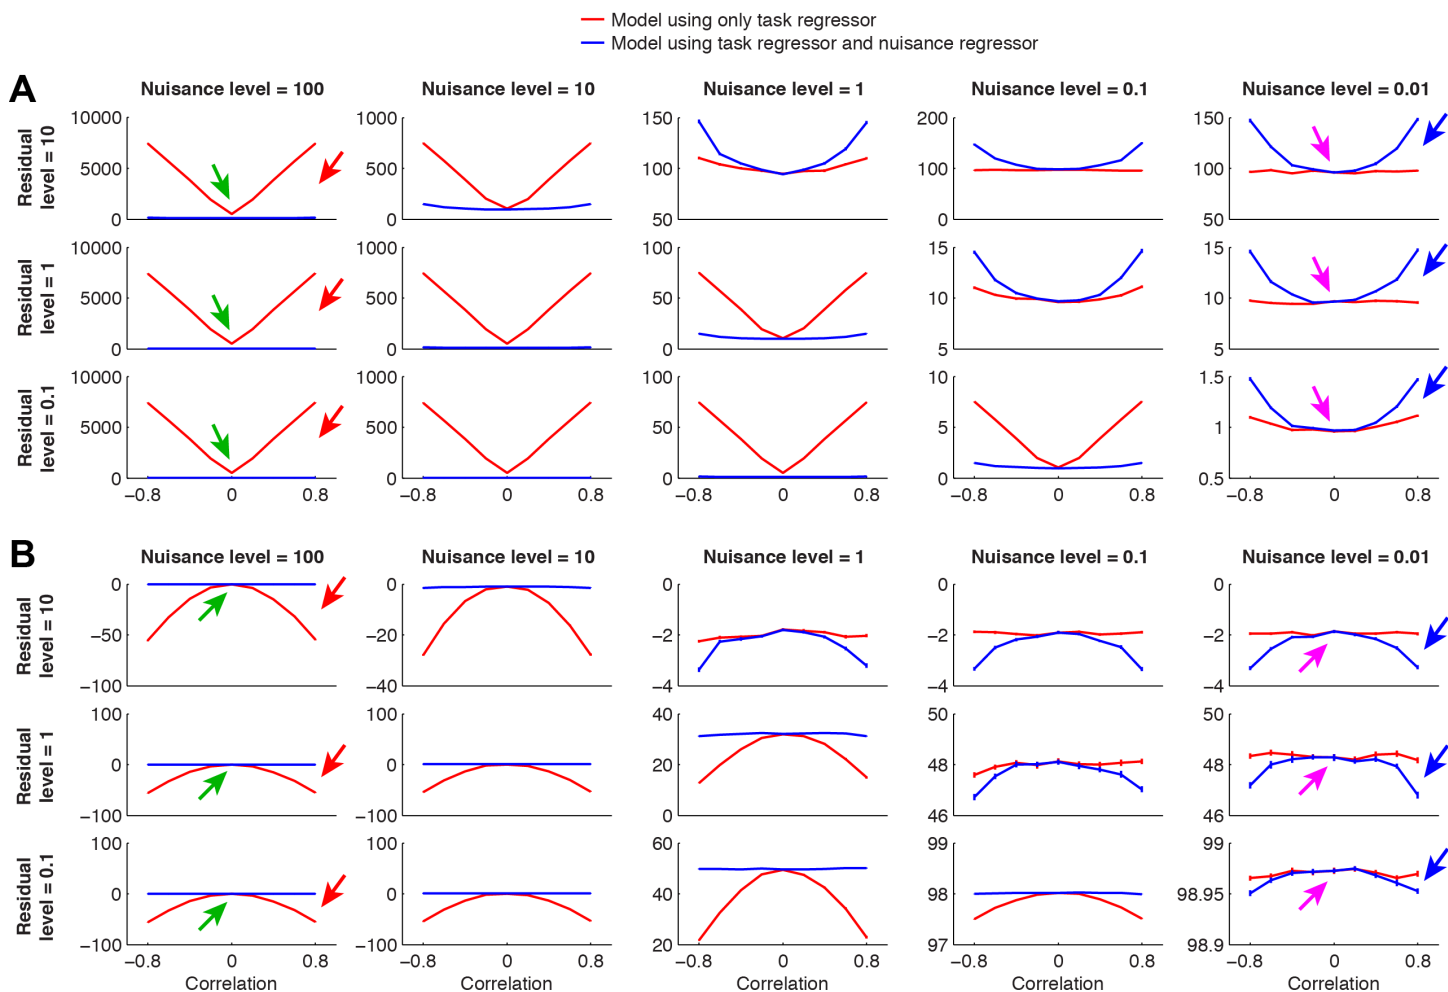 Model using only task regressor
Model using task regressor and nuisance regressor
A
Nuisance level = 100
Nuisance level = 10
Nuisance level = 1
Nuisance level = 0.1
Nuisance level = 0.01
Residual
level = 10
10000
5000
0
1000
500
0
150
100
50
200
100
0
150
100
50
Residual
level = 1
10000
5000
0
1000
500
0
100
50
0
15
10
5
15
10
5
Residual
level = 0.1
10000
5000
0
1000
500
0
100
50
0
10
5
0
1.5
1
0.5
−0.8 0 0.8
−0.8 0 0.8
−0.8 0 0.8
−0.8 0 0.8
−0.8 0 0.8
B
Nuisance level = 100
Nuisance level = 10
Nuisance level = 1
Nuisance level = 0.1
Nuisance level = 0.01
Residual
level = 10
0
−50
−100
0
−20
−40
0
−2
−4
0
−2
−4
0
−2
−4
Residual
level = 1
100
0
−100
100
0
−100
40
20
0
50
48
46
50
48
46
Residual
level = 0.1
100
0
−100
100
0
−100
60
40
20
99
98
97
99
98.95
98.9
−0.8 0 0.8
−0.8 0 0.8
−0.8 0 0.8
−0.8 0 0.8
−0.8 0 0.8
Correlation
Correlation
Correlation
Correlation
Correlation